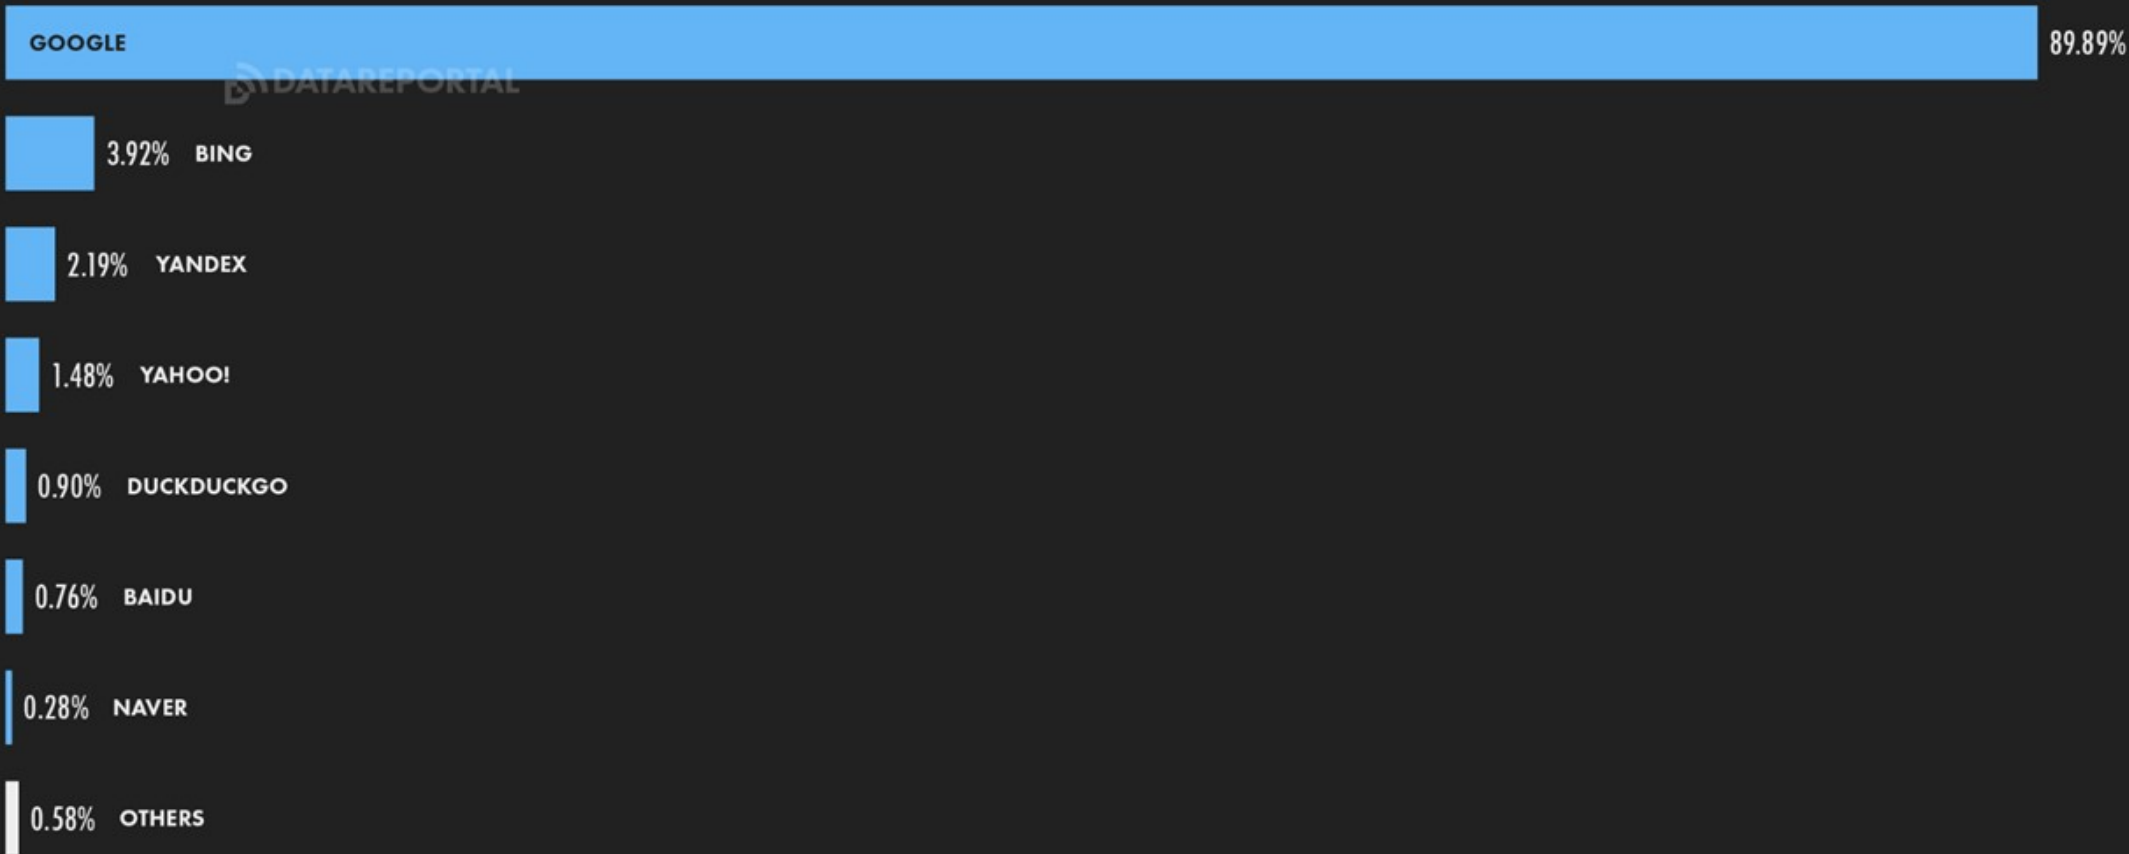 GOOGLE 89.89%
DATAREPORTAL
3.92% BING
2.19% YANDEX
1.48% YAHOO!
0.90% DUCKDUCKGO
0.76% BAIDU
0.28% NAVER
0.58% OTHERS